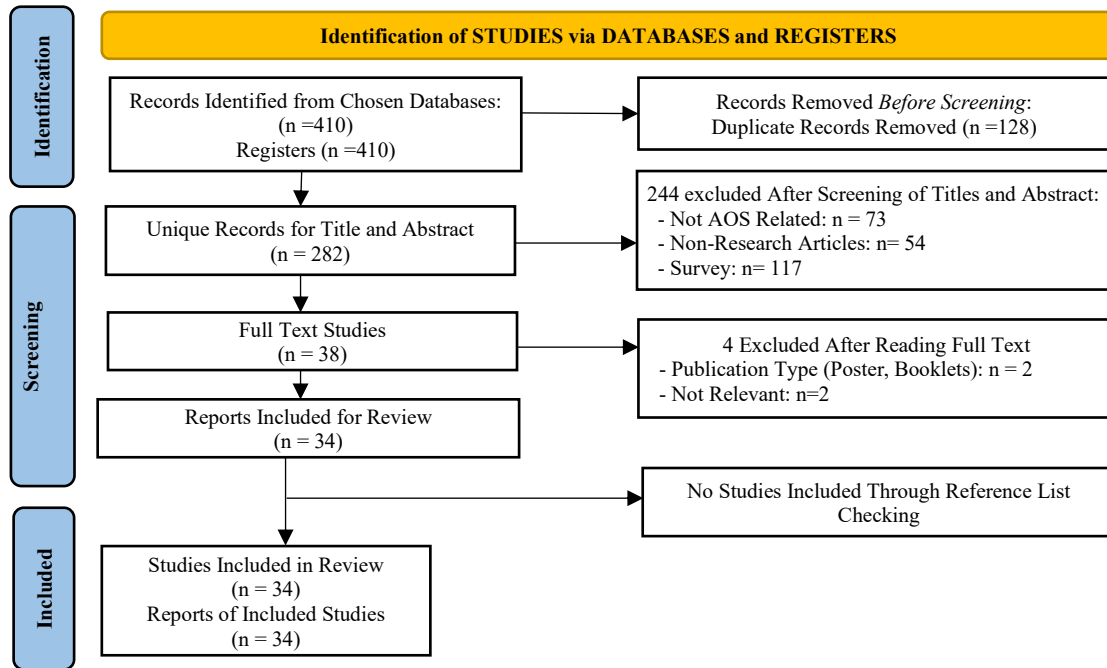 Identification of STUDIES via DATABASES and REGISTERS
Identification
Records Identified from Chosen Databases:
(n =410)
Registers (n =410)
Records Removed Before Screening:
Duplicate Records Removed (n =128)
Screening
Unique Records for Title and Abstract
(n = 282)
244 excluded After Screening of Titles and Abstract:
- Not AOS Related: n = 73
- Non-Research Articles: n= 54
- Survey: n= 117
Full Text Studies
(n = 38)
4 Excluded After Reading Full Text
- Publication Type (Poster, Booklets): n = 2
- Not Relevant: n=2
Reports Included for Review
(n = 34)
No Studies Included Through Reference List
Checking
Included
Studies Included in Review
(n = 34)
Reports of Included Studies
(n = 34)